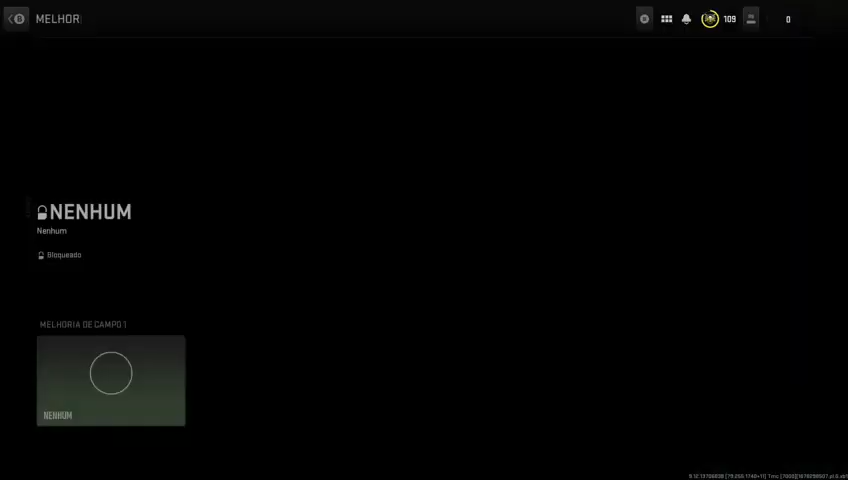 MELHOR
109
0
NENHUM
Nenhum
Bloqueado
MELHORIA DE CAMPO 1
NENHUM